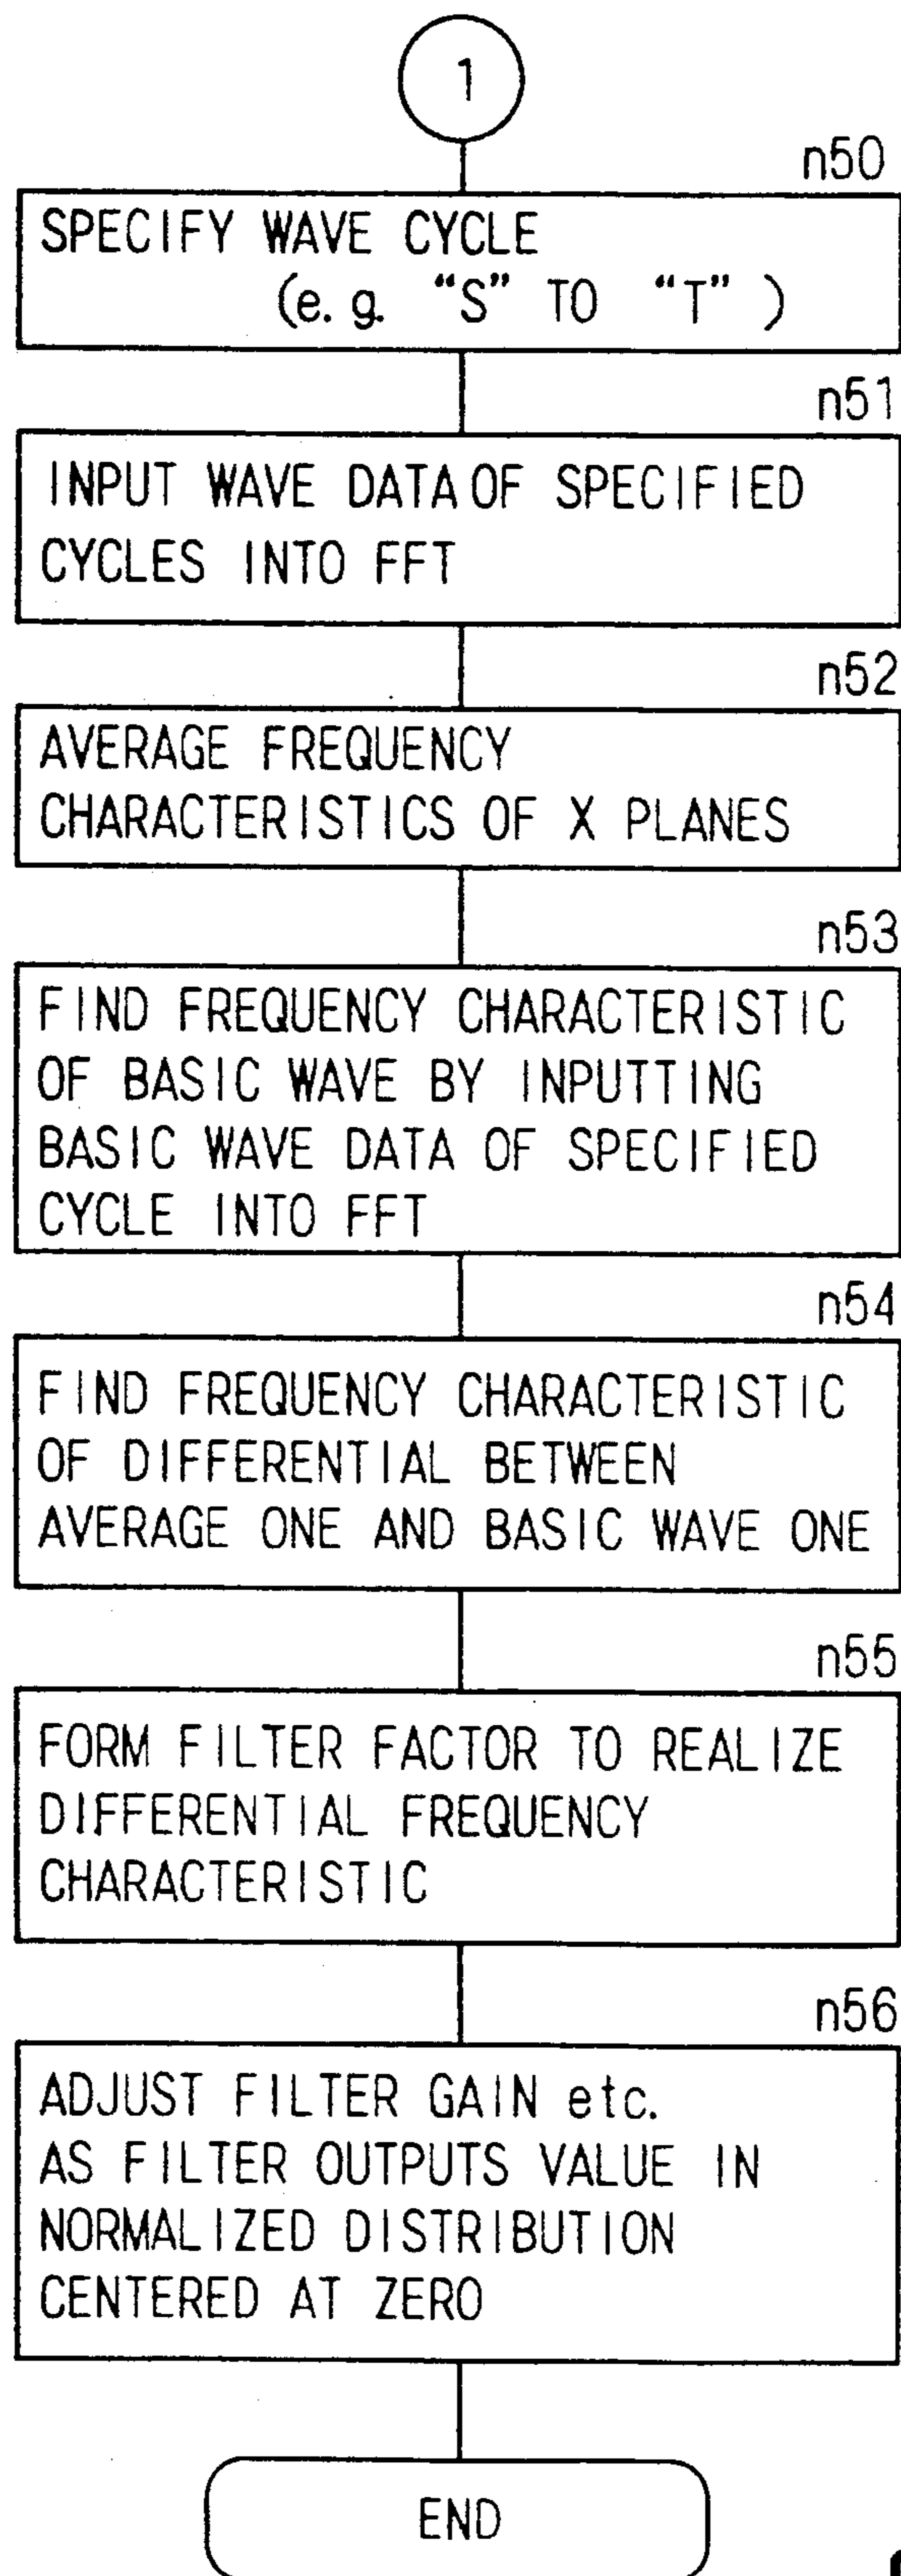 1
n50
SPECIFY WAVE CYCLE
(e. g. “S” TO “T” )
n51
INPUT WAVE DATA OF SPECIFIED
CYCLES INTO FFT
n52
AVERAGE FREQUENCY
CHARACTERISTICS OF X PLANES
n53
FIND FREQUENCY CHARACTERISTIC
OF BASIC WAVE BY INPUTTING
BASIC WAVE DATA OF SPECIFIED
CYCLE INTO FFT
n54
FIND FREQUENCY CHARACTERISTIC
OF DIFFERENTIAL BETWEEN
AVERAGE ONE AND BASIC WAVE ONE
n55
FORM FILTER FACTOR TO REALIZE
DIFFERENTIAL FREQUENCY
CHARACTERISTIC
n56
ADJUST FILTER GAIN etc.
AS FILTER OUTPUTS VALUE IN
NORMALIZED DISTRIBUTION
CENTERED AT ZERO
END